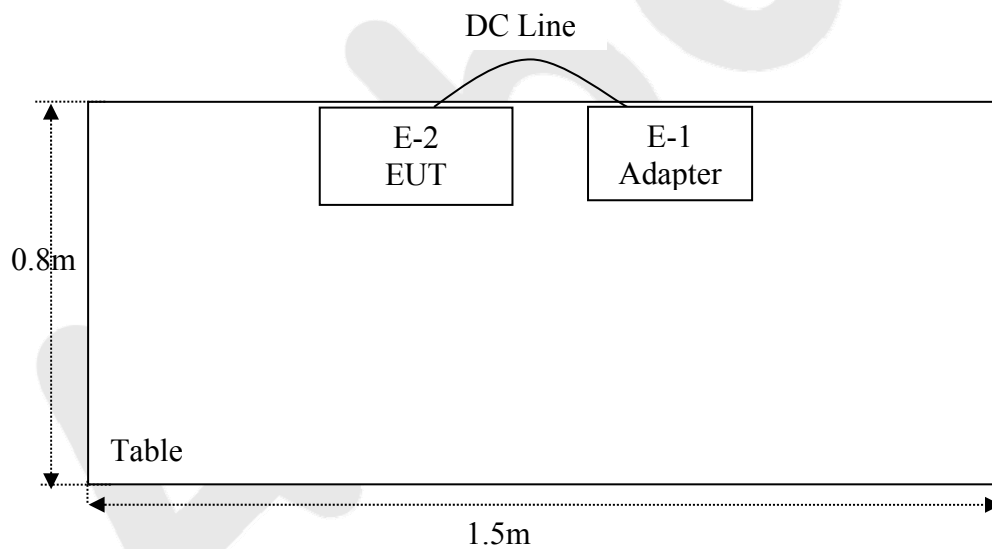 DC Line
E-2
EUT
E-1
Adapter
0.8m
Table
1.5m